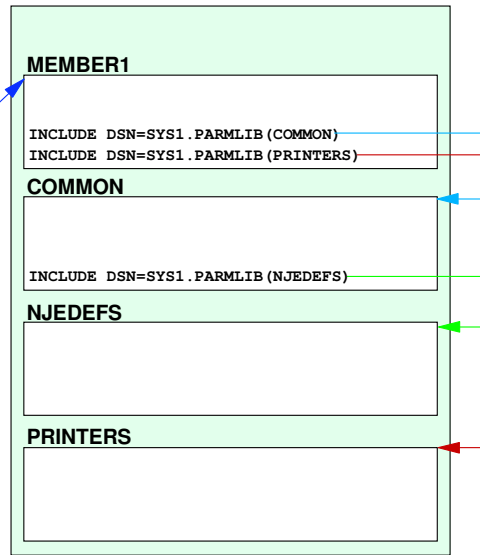 MEMBER1
INCLUDE DSN=SYS1.PARMLIB(COMMON)
INCLUDE DSN=SYS1.PARMLIB(PRINTERS)
COMMON
INCLUDE DSN=SYS1.PARMLIB(NJEDEFS)
NJEDEFS
PRINTERS